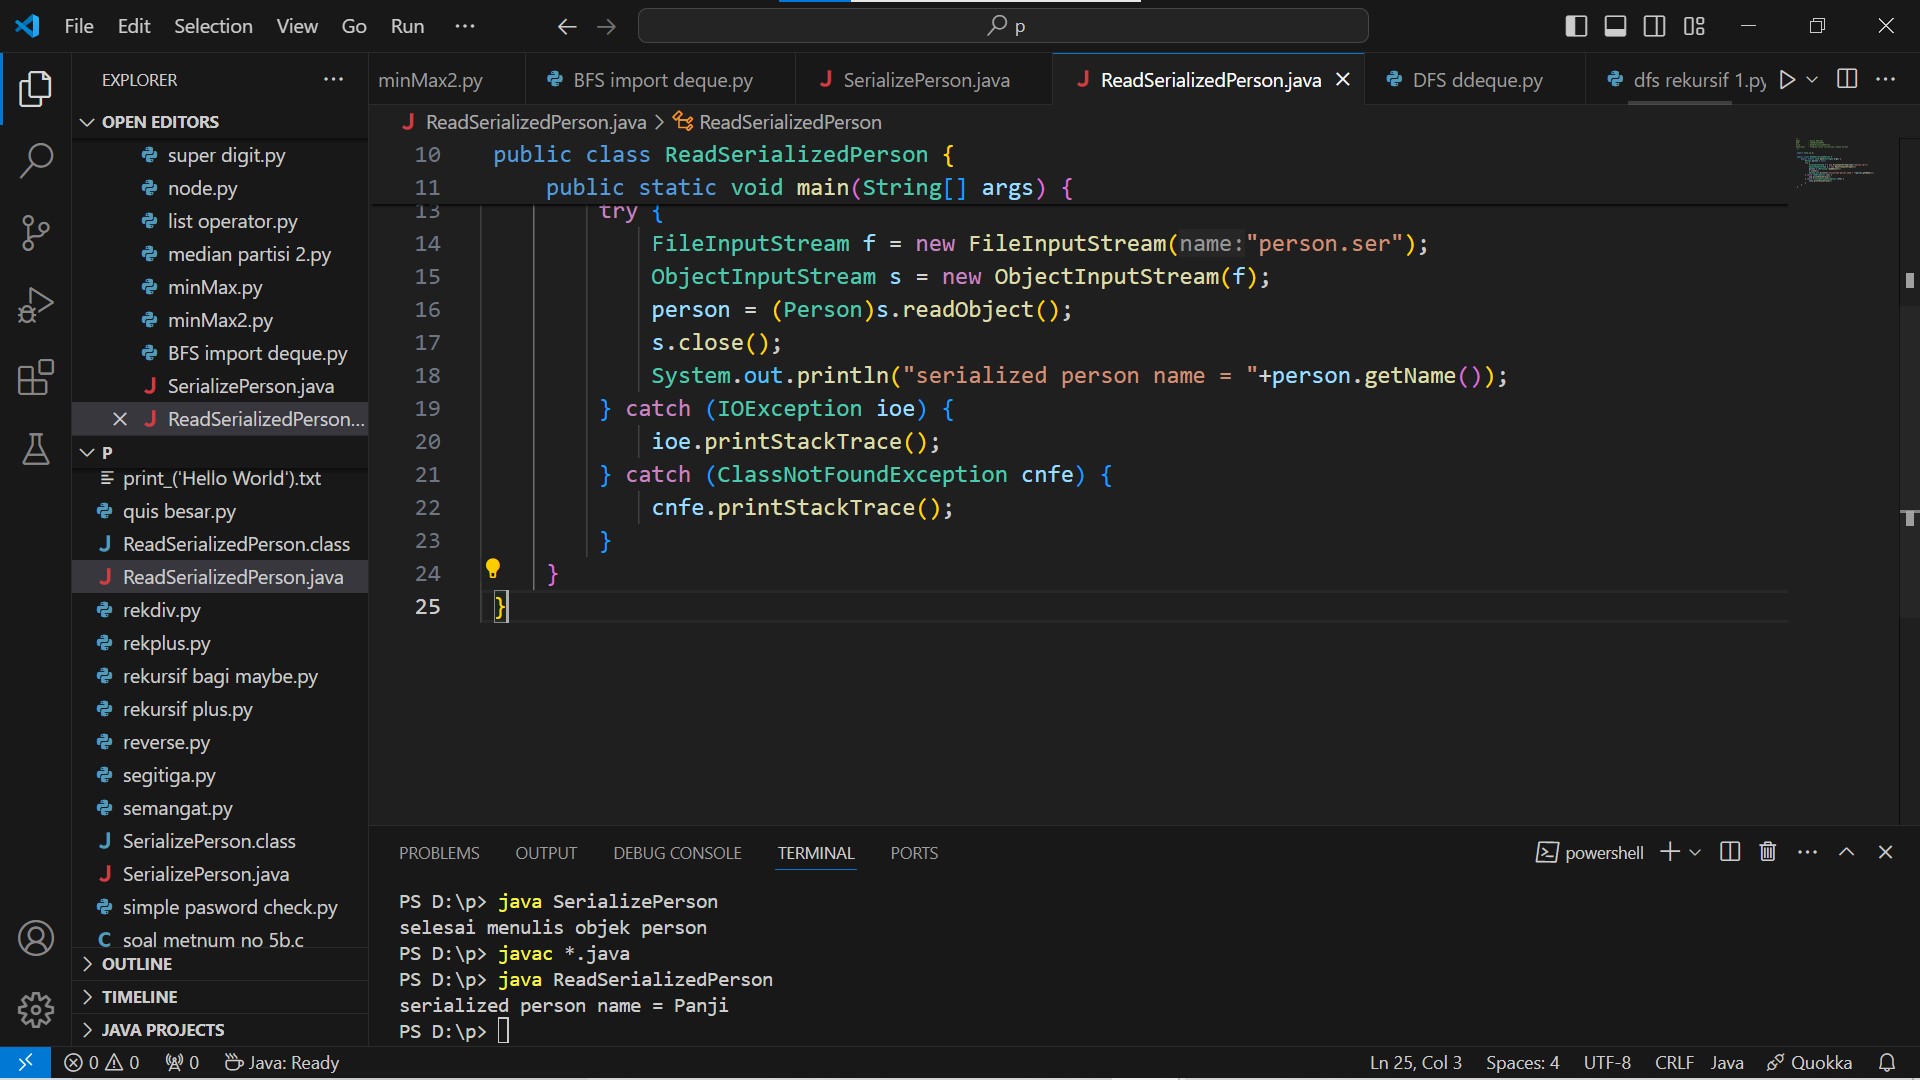 File Edit Selection View Go Run ···
p
EXPLORER ···
minMax2.py
BFS import deque.py
SerializePerson.java
ReadSerializedPerson.java
DFS ddeque.py
dfs rekursif 1.py
OPEN EDITORS
super digit.py
node.py
list operator.py
median partisi 2.py
minMax.py
minMax2.py
BFS import deque.py
SerializePerson.java
ReadSerializedPerson...
P
print_('Hello World').txt
quis besar.py
ReadSerializedPerson.class
ReadSerializedPerson.java
rekdiv.py
rekplus.py
rekursif bagi maybe.py
rekursif plus.py
reverse.py
segitiga.py
semangat.py
SerializePerson.class
SerializePerson.java
simple pasword check.py
soal metnum no 5b.c
OUTLINE
TIMELINE
JAVA PROJECTS
ReadSerializedPerson.java > ReadSerializedPerson
10 public class ReadSerializedPerson {
11 public static void main(String[] args) {
13 try {
14 FileInputStream f = new FileInputStream(name:"person.ser");
15 ObjectInputStream s = new ObjectInputStream(f);
16 person = (Person)s.readObject();
17 s.close();
18 System.out.println("serialized person name = "+person.getName());
19 } catch (IOException ioe) {
20 ioe.printStackTrace();
21 } catch (ClassNotFoundException cnfe) {
22 cnfe.printStackTrace();
23 }
24 }
25 }
PROBLEMS OUTPUT DEBUG CONSOLE TERMINAL PORTS
powershell
PS D:\p> java SerializePerson
selesai menulis objek person
PS D:\p> javac *.java
PS D:\p> java ReadSerializedPerson
serialized person name = Panji
PS D:\p>
0 0 0 Java: Ready
Ln 25, Col 3 Spaces: 4 UTF-8 CRLF Java Quokka